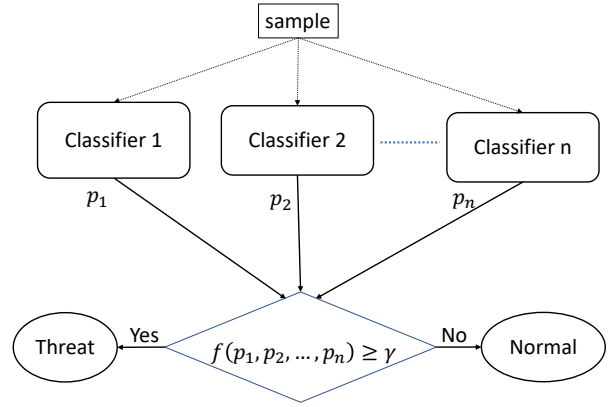 sample
Classifier 1
Classifier 2
Classifier n
p₁
p₂
pₙ
Threat
Yes
f(p₁, p₂, …, pₙ) ≥ γ
No
Normal